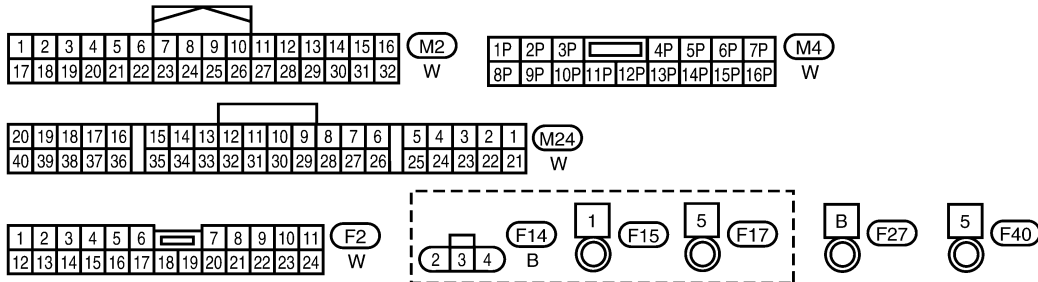 1 2 3 4 5 6 7 8 9 10 11 12 13 14 15 16 M2
17 18 19 20 21 22 23 24 25 26 27 28 29 30 31 32 W
1P 2P 3P 4P 5P 6P 7P M4
8P 9P 10P 11P 12P 13P 14P 15P 16P W
20 19 18 17 16 15 14 13 12 11 10 9 8 7 6 5 4 3 2 1 M24
40 39 38 37 36 35 34 33 32 31 30 29 28 27 26 25 24 23 22 21 W
1 2 3 4 5 6 7 8 9 10 11 F2
12 13 14 15 16 17 18 19 20 21 22 23 24 W
2 3 4 F14 B
1 F15
5 F17
B F27
5 F40